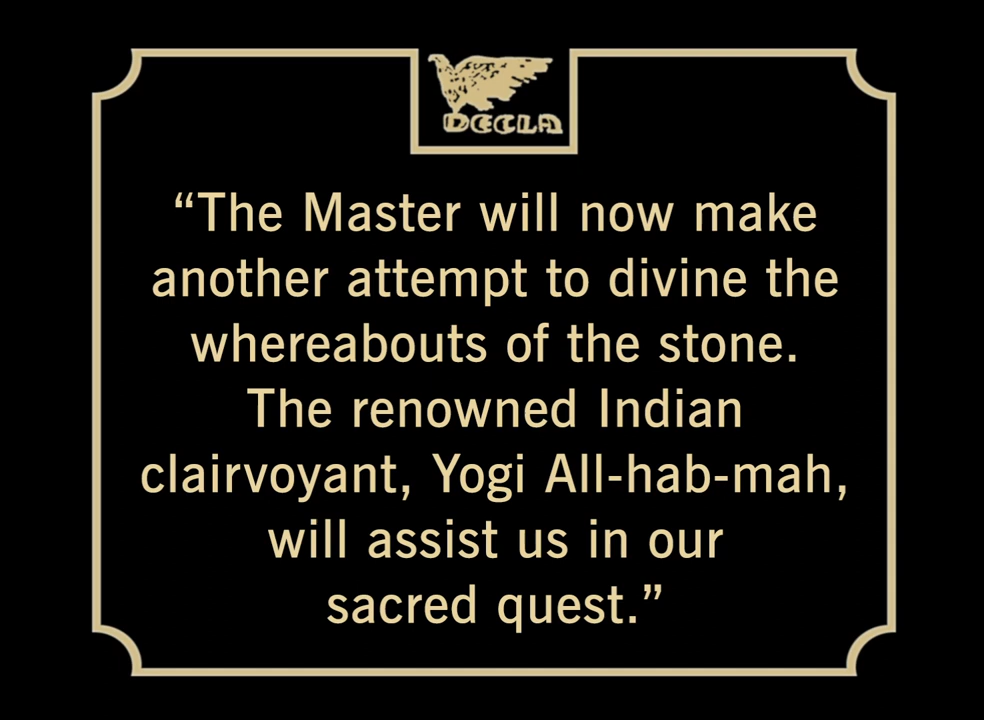 DECLA
“The Master will now make
another attempt to divine the
whereabouts of the stone.
The renowned Indian
clairvoyant, Yogi All-hab-mah,
will assist us in our
sacred quest.”